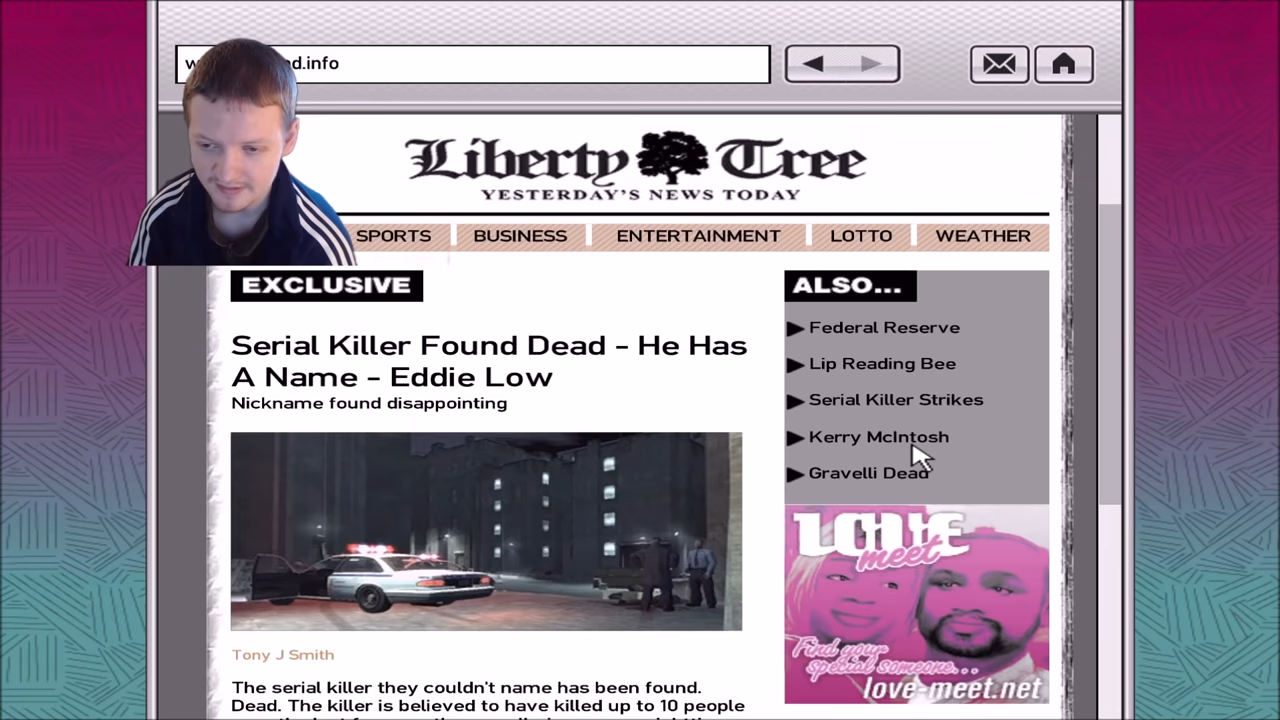 d.info
Liberty Tree
YESTERDAY'S NEWS TODAY
SPORTS BUSINESS ENTERTAINMENT LOTTO WEATHER
EXCLUSIVE
Serial Killer Found Dead - He Has
A Name - Eddie Low
Nickname found disappointing
Tony J Smith
The serial killer they couldn't name has been found.
Dead. The killer is believed to have killed up to 10 people
ALSO...
Federal Reserve
Lip Reading Bee
Serial Killer Strikes
Kerry McIntosh
Gravelli Dead
LOVE
meet
Find your
special someone...
love-meet.net